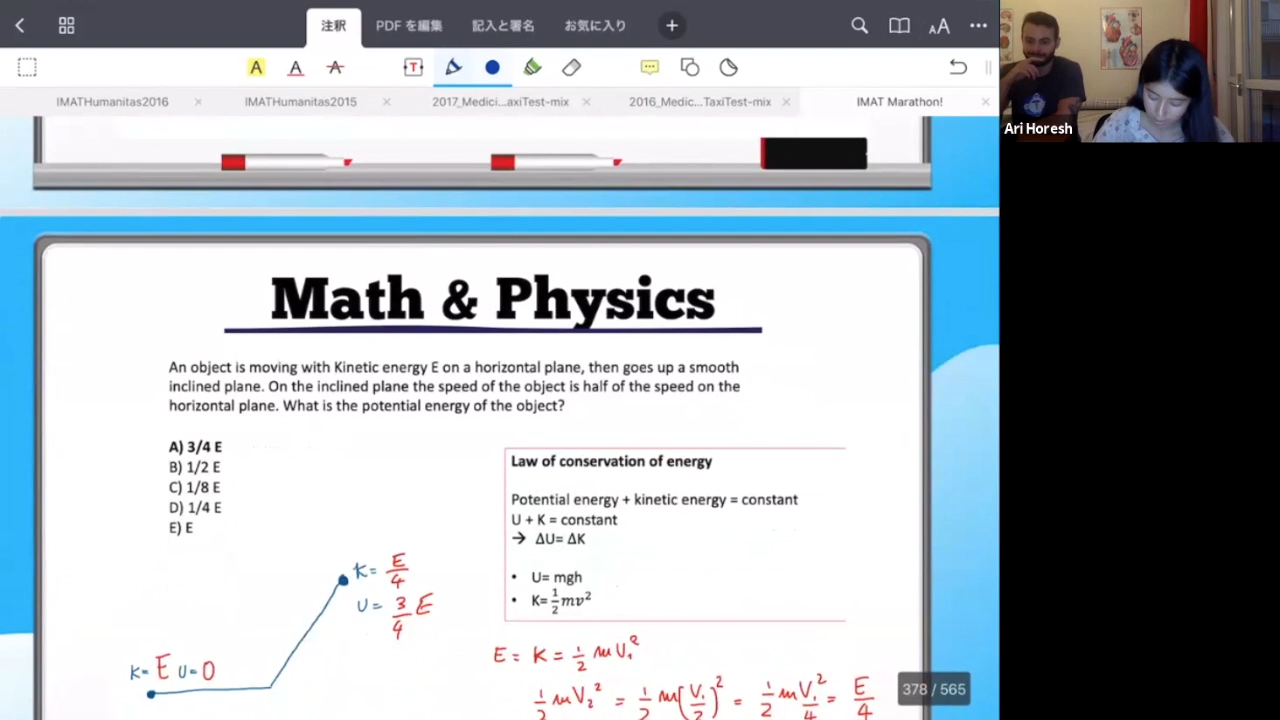 注釈 PDF を編集 記入と署名 お気に入り
AA
A A A T
IMATHumanitas2016 × IMATHumanitas2015 × 2017_Medici...axiTest-mix × 2016_Medic...TaxiTest-mix × IMAT Marathon! ×
Ari Horesh
Math & Physics
An object is moving with Kinetic energy E on a horizontal plane, then goes up a smooth
inclined plane. On the inclined plane the speed of the object is half of the speed on the
horizontal plane. What is the potential energy of the object?
A) 3/4 E
B) 1/2 E
C) 1/8 E
D) 1/4 E
E) E
Law of conservation of energy
Potential energy + kinetic energy = constant
U + K = constant
→ ΔU= ΔK
• U= mgh
• K= 1/2 mv²
K = E/4
U = 3/4 E
K= E U= 0
E = K = 1/2 m V₁²
1/2 m V₂² = 1/2 m (V₁/2)² = 1/2 m V₁²/4 = E/4
378 / 565